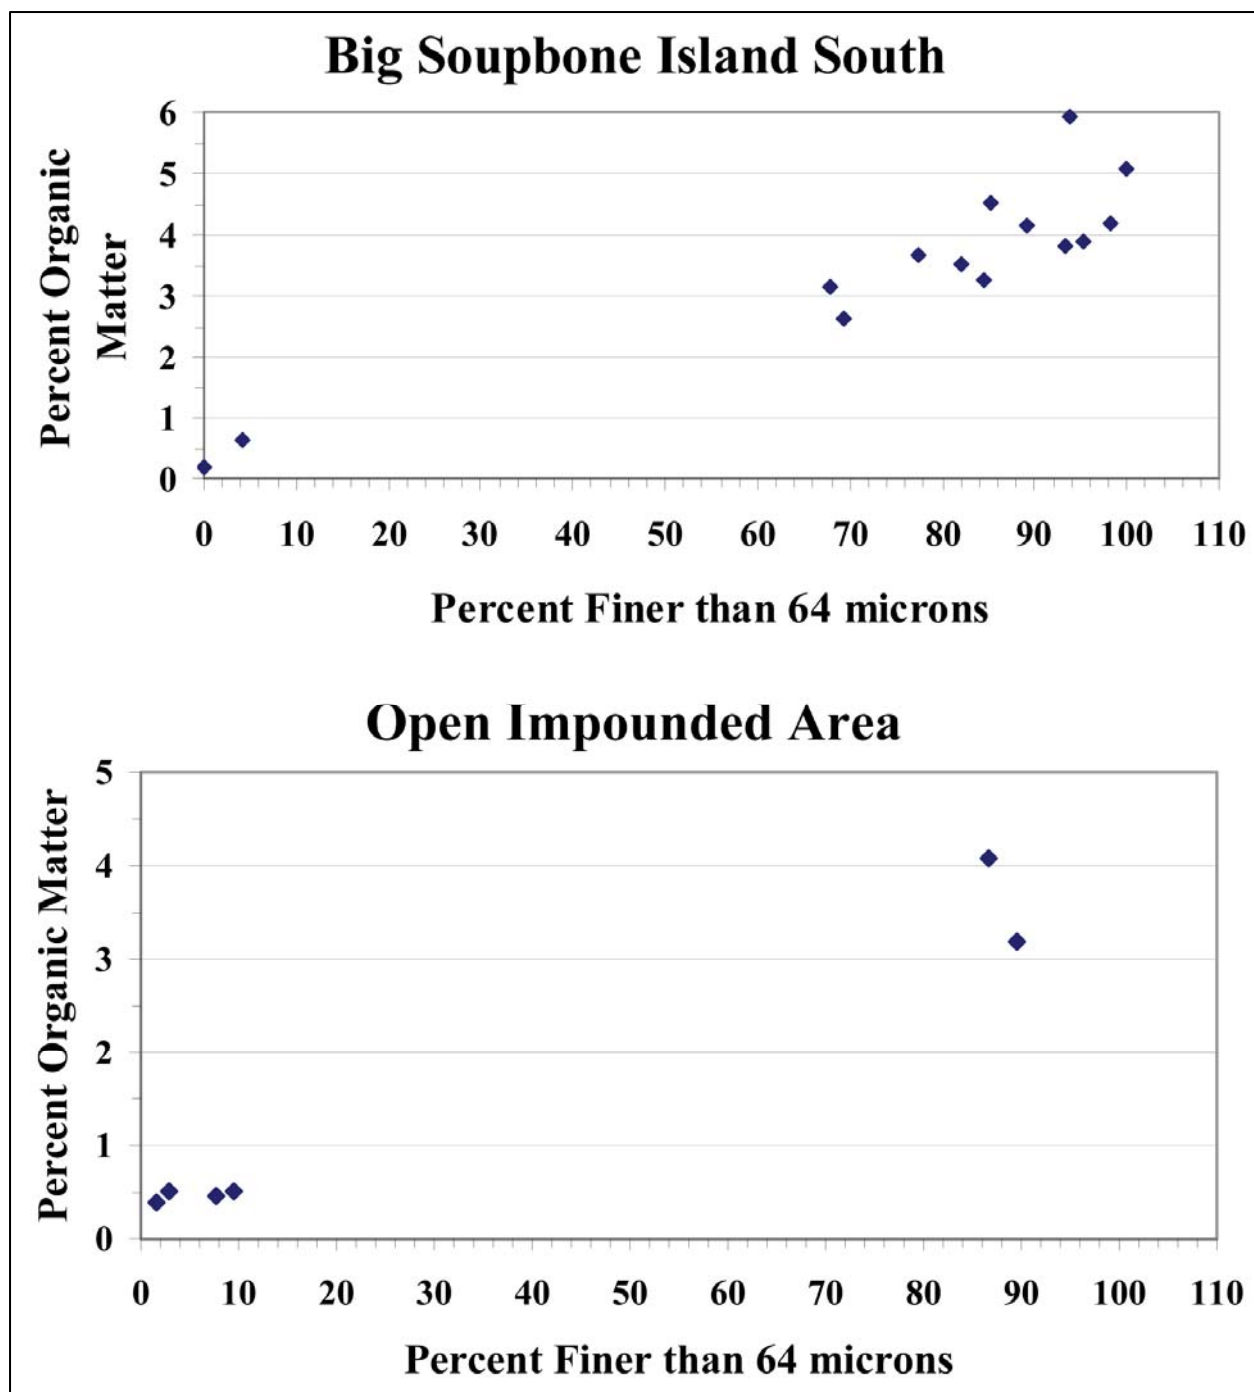 Big Soupbone Island South
6
5
4
3
2
1
0
Percent Organic
Matter
0 10 20 30 40 50 60 70 80 90 100 110
Percent Finer than 64 microns
Open Impounded Area
5
4
3
2
1
0
Percent Organic Matter
0 10 20 30 40 50 60 70 80 90 100 110
Percent Finer than 64 microns